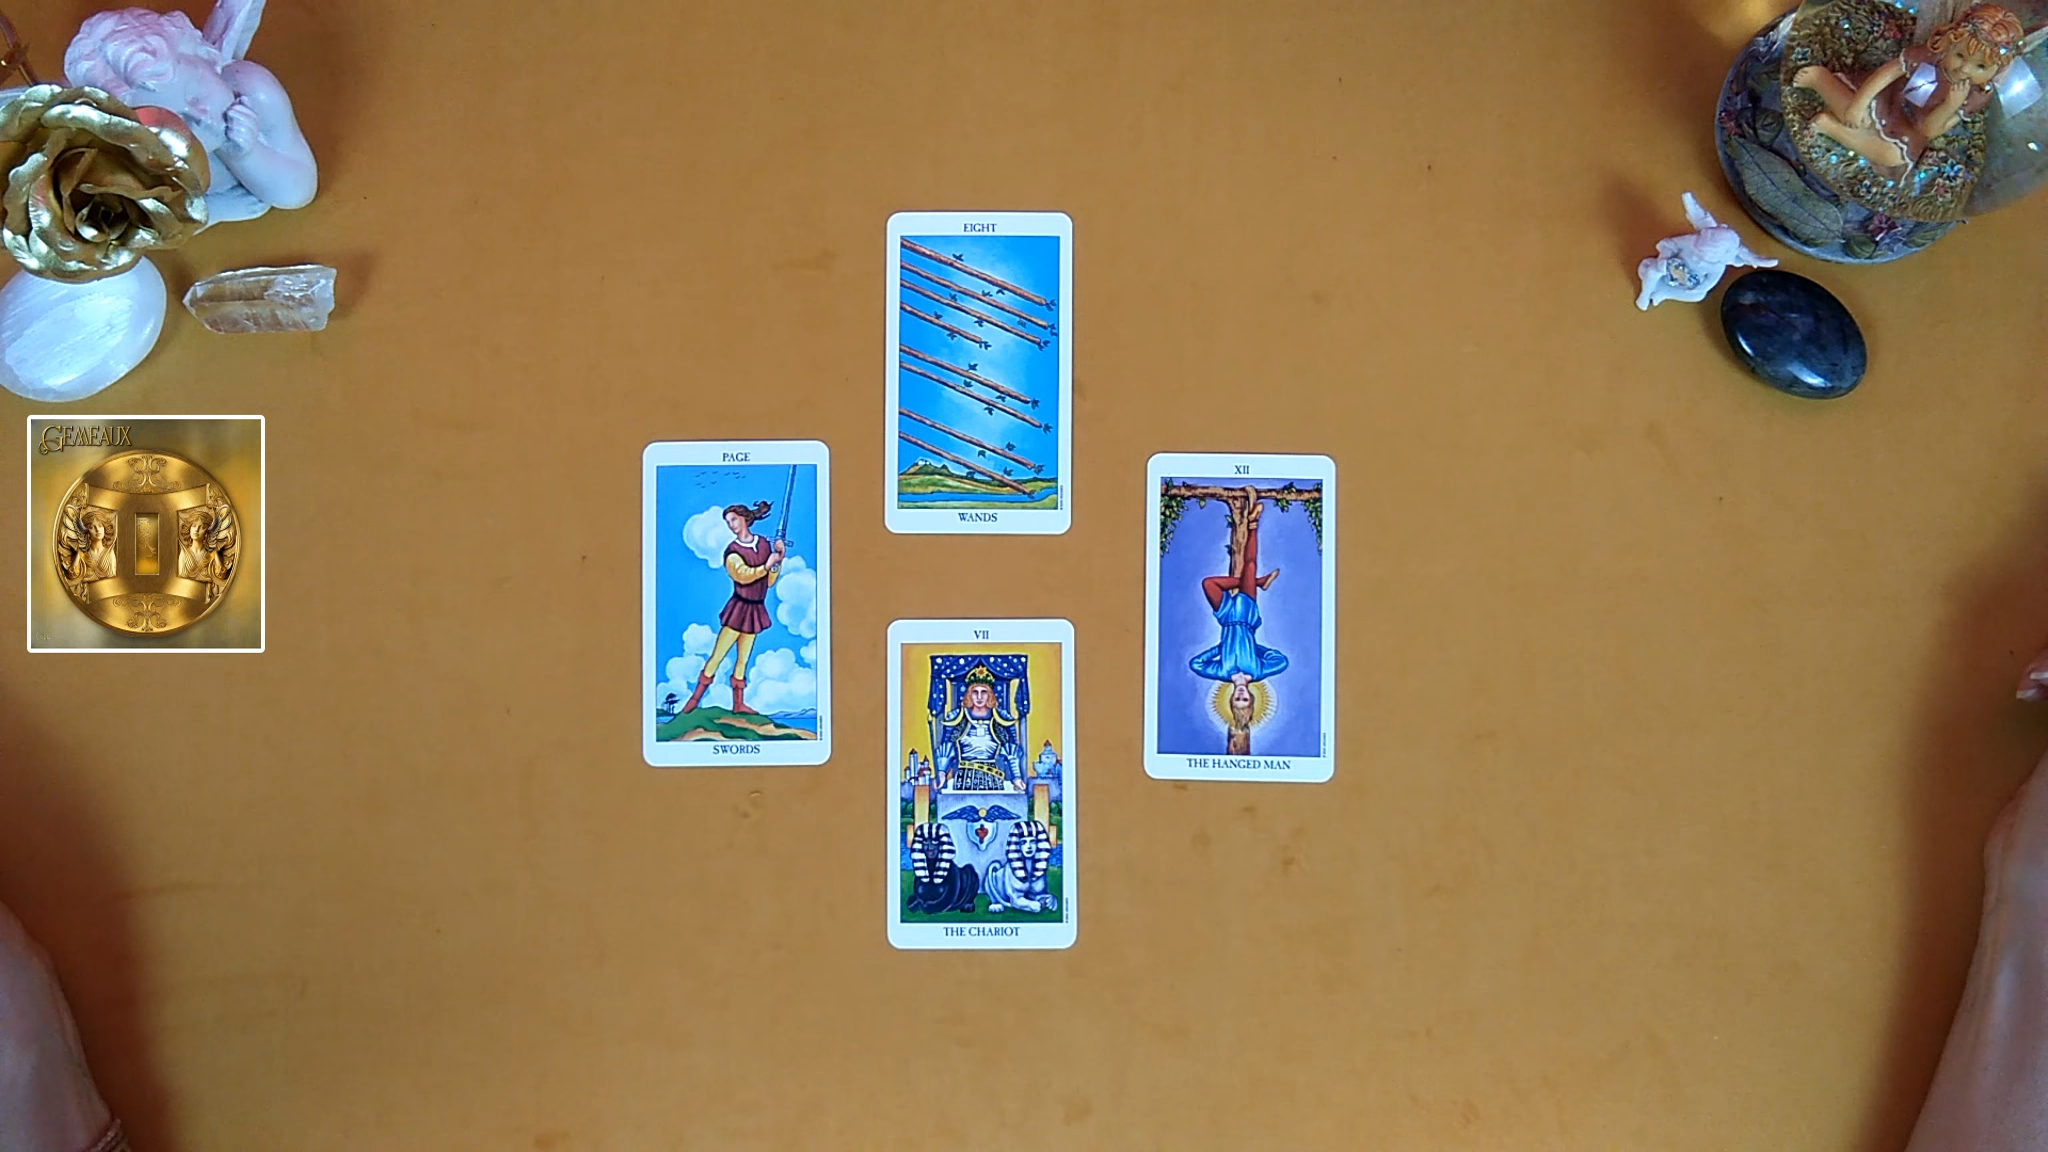 GEMEAUX
EIGHT
WANDS
PAGE
SWORDS
XII
THE HANGED MAN
VII
THE CHARIOT